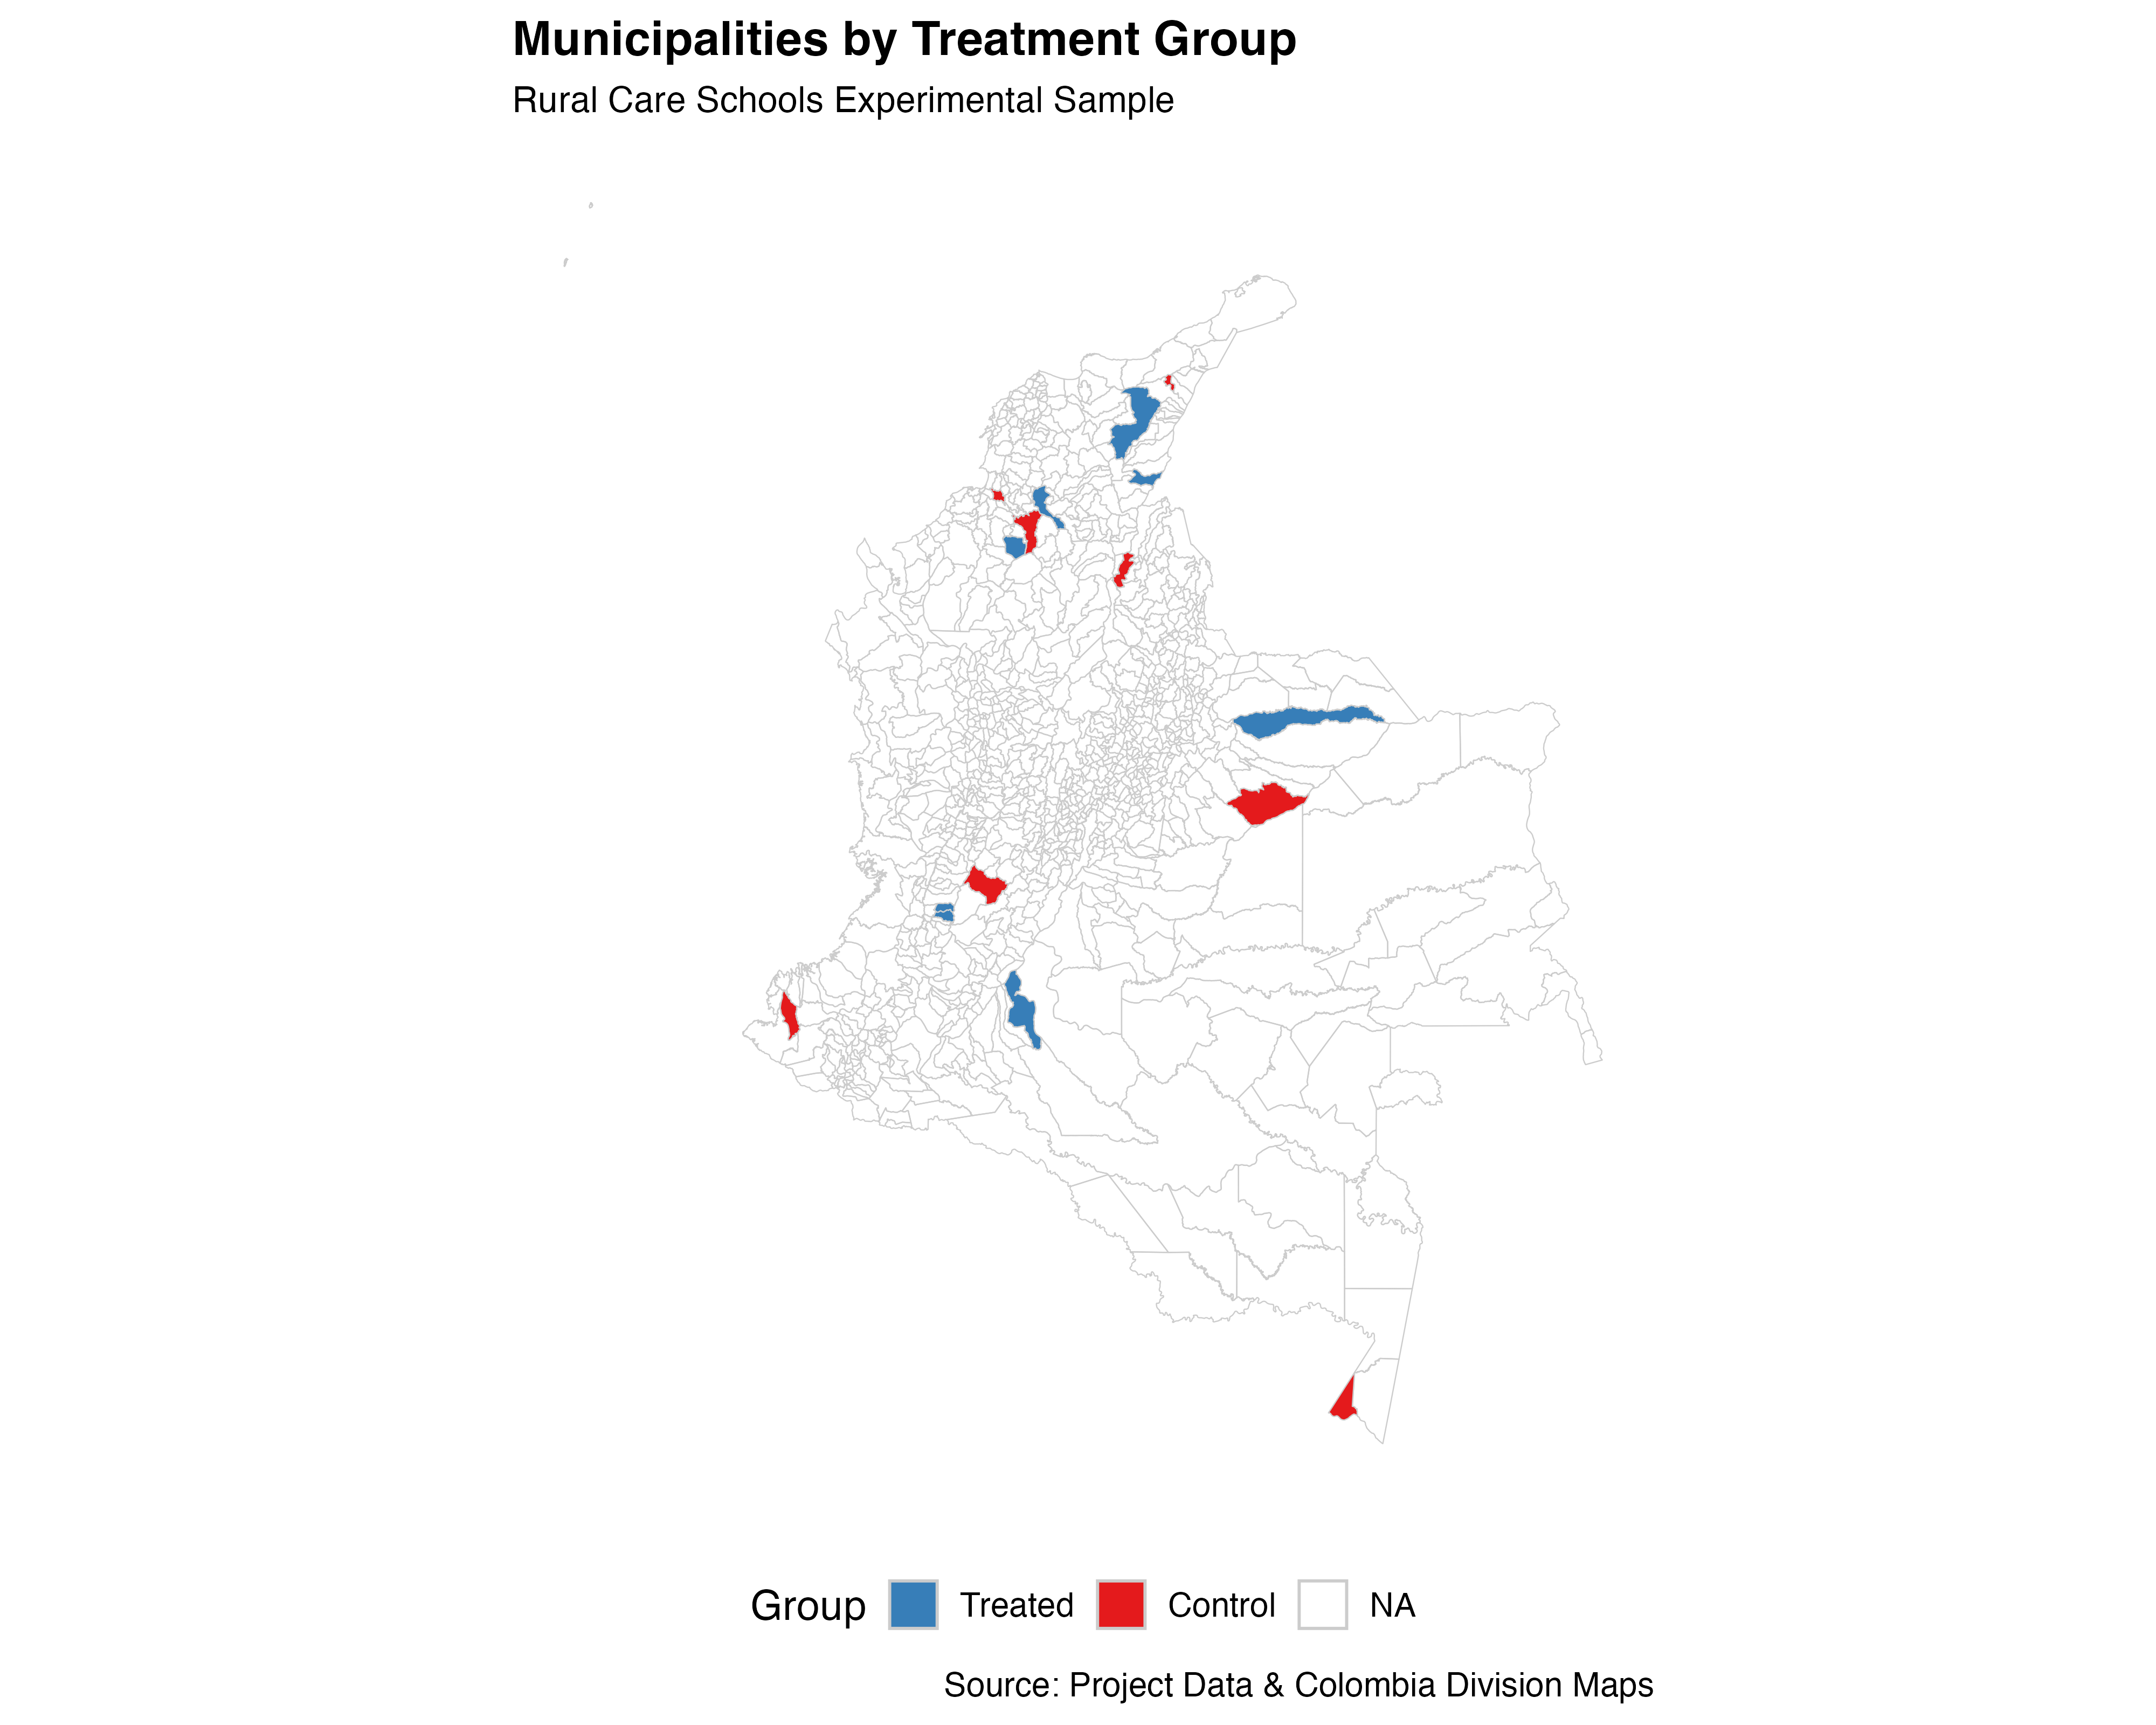 Municipalities by Treatment Group
Rural Care Schools Experimental Sample
Group Treated Control NA
Source: Project Data & Colombia Division Maps